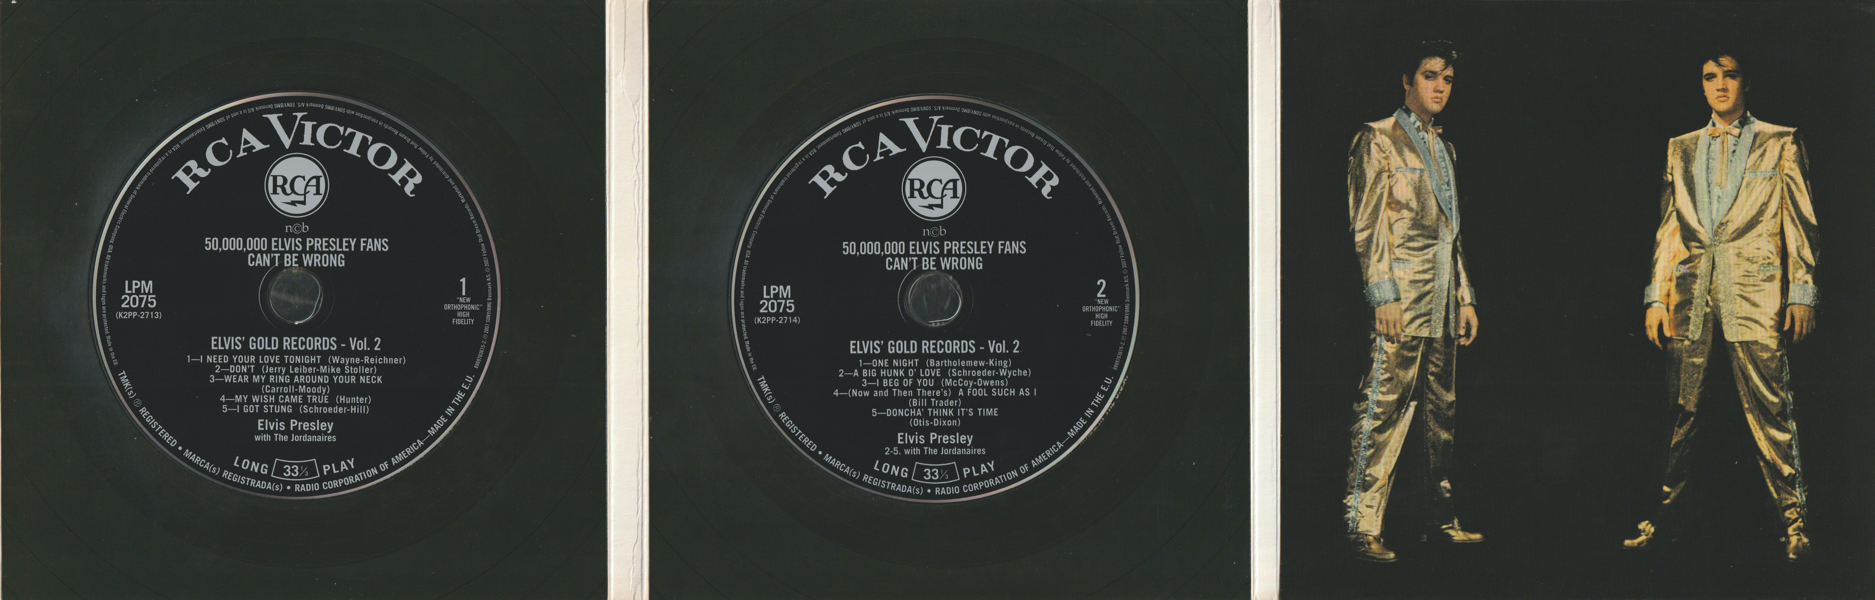 RCA VICTOR
RCA
n©b
50,000,000 ELVIS PRESLEY FANS
CAN'T BE WRONG
LPM
2075
(K2PP-2713)
1
"NEW
ORTHOPHONIC"
HIGH
FIDELITY
ELVIS' GOLD RECORDS - Vol. 2
1—I NEED YOUR LOVE TONIGHT (Wayne-Reichner)
2—DON'T (Jerry Leiber-Mike Stoller)
3—WEAR MY RING AROUND YOUR NECK
(Carroll-Moody)
4—MY WISH CAME TRUE (Hunter)
5—I GOT STUNG (Schroeder-Hill)
Elvis Presley
with The Jordanaires
LONG 33⅓ PLAY
TMK(s) ® REGISTERED • MARCA(s) REGISTRADA(s) • RADIO CORPORATION OF AMERICA—MADE IN THE E.U.
RCA VICTOR
RCA
n©b
50,000,000 ELVIS PRESLEY FANS
CAN'T BE WRONG
LPM
2075
(K2PP-2714)
2
"NEW
ORTHOPHONIC"
HIGH
FIDELITY
ELVIS' GOLD RECORDS - Vol. 2
1—ONE NIGHT (Bartholemew-King)
2—A BIG HUNK O' LOVE (Schroeder-Wyche)
3—I BEG OF YOU (McCoy-Owens)
4—(Now and Then There's) A FOOL SUCH AS I
(Bill Trader)
5—DONCHA' THINK IT'S TIME
(Otis-Dixon)
Elvis Presley
2-5. with The Jordanaires
LONG 33⅓ PLAY
TMK(s) ® REGISTERED • MARCA(s) REGISTRADA(s) • RADIO CORPORATION OF AMERICA—MADE IN THE E.U.